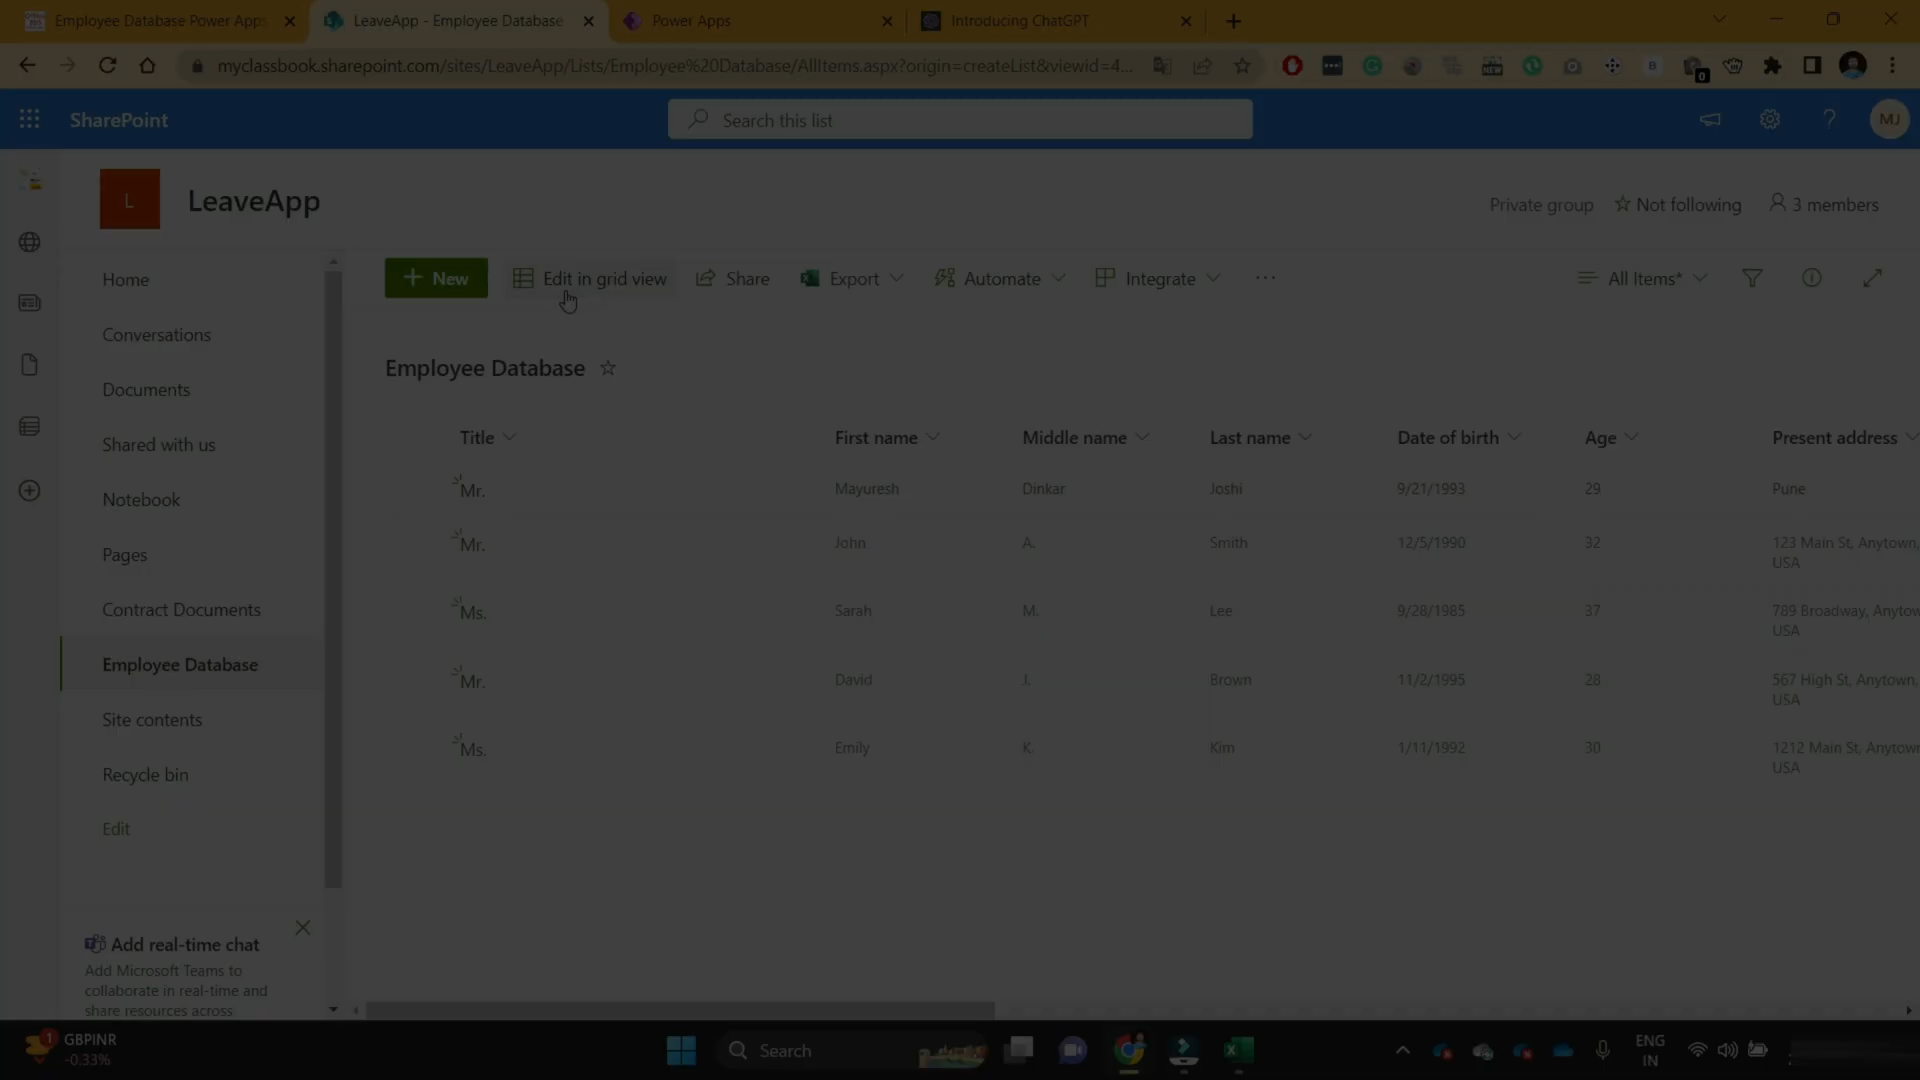 Employee Database Power Apps
LeaveApp - Employee Database
Power Apps
Introducing ChatGPT
myclassbook.sharepoint.com/sites/LeaveApp/Lists/Employee%20Database/AllItems.aspx?origin=createList&viewid=4...
NEW
B
0
SharePoint
Search this list
?
MJ
L
LeaveApp
Private group
Not following
3 members
Home
Conversations
Documents
Shared with us
Notebook
Pages
Contract Documents
Employee Database
Site contents
Recycle bin
Edit
Add real-time chat
Add Microsoft Teams to
collaborate in real-time and
share resources across
New
Edit in grid view
Share
Export
Automate
Integrate
...
All Items*
Employee Database
Title First name Middle name Last name Date of birth Age Present address
Mr. Mayuresh Dinkar Joshi 9/21/1993 29 Pune
Mr. John A. Smith 12/5/1990 32 123 Main St, Anytown,
USA
Ms. Sarah M. Lee 9/28/1985 37 789 Broadway, Anytow
USA
Mr. David J. Brown 11/2/1995 28 567 High St, Anytown,
USA
Ms. Emily K. Kim 1/11/1992 30 1212 Main St, Anytown
USA
1
GBPINR
-0.33%
Search
ENG
IN